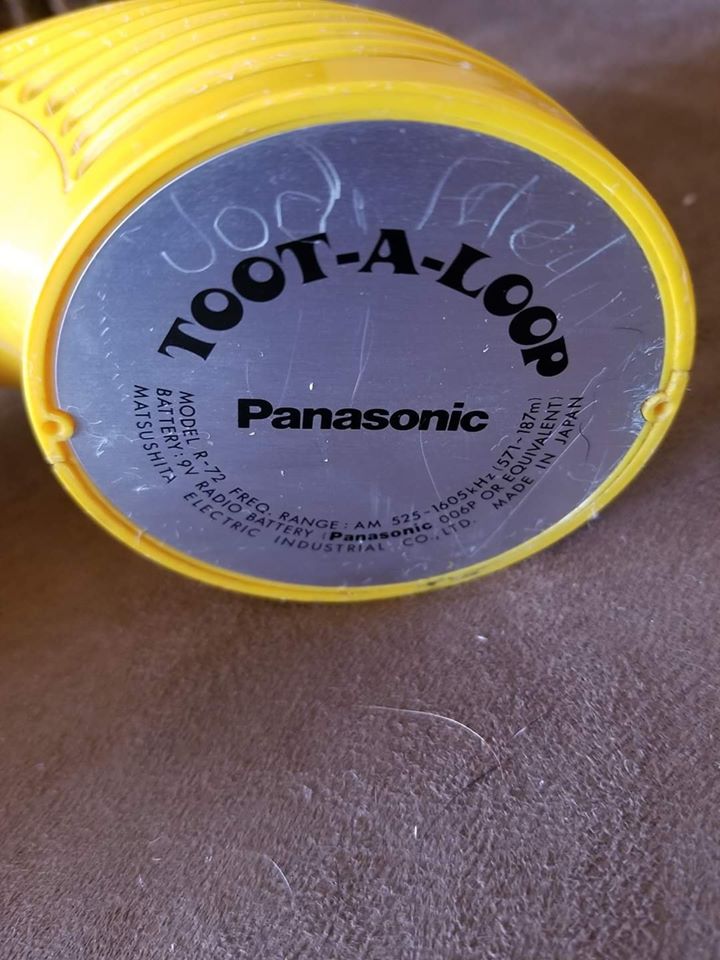 Jodi
TOOT-A-LOOP
Panasonic
MODEL R-72 FREQ. RANGE: AM 525~1605kHz (571~187m)
BATTERY: 9V RADIO BATTERY (Panasonic 006P OR EQUIVALENT)
MATSUSHITA ELECTRIC INDUSTRIAL CO., LTD. MADE IN JAPAN